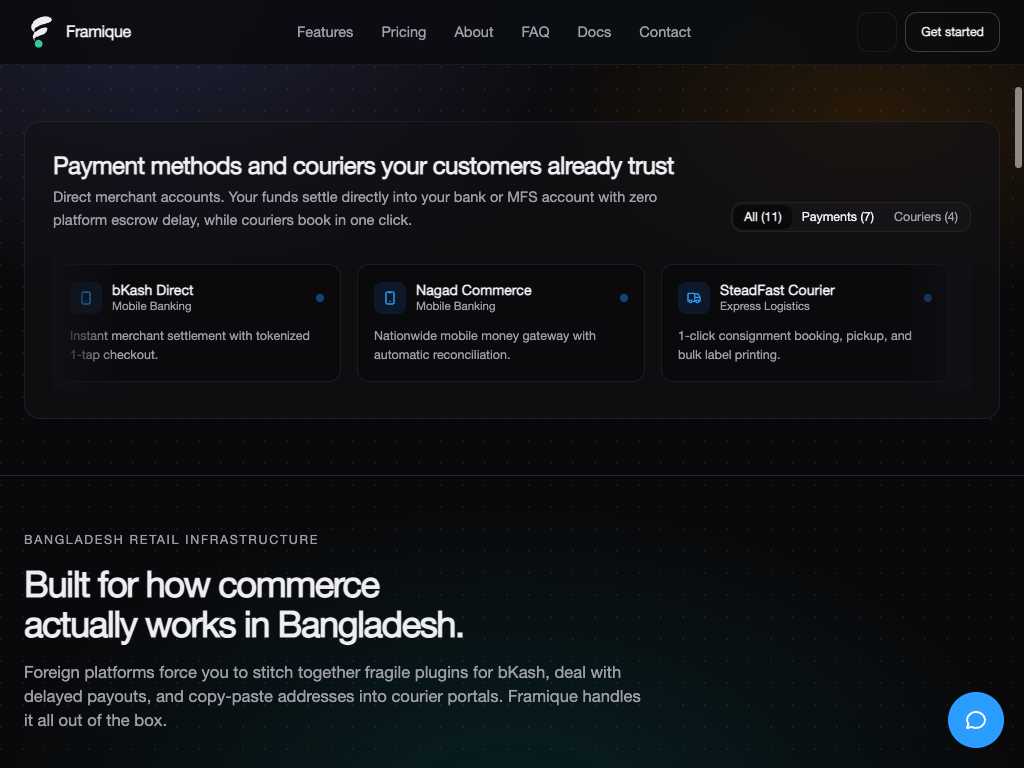 Framique
Features
Pricing
About
FAQ
Docs
Contact
Get started
Payment methods and couriers your customers already trust
Direct merchant accounts. Your funds settle directly into your bank or MFS account with zero
platform escrow delay, while couriers book in one click.
All (11)
Payments (7)
Couriers (4)
bKash Direct
Mobile Banking
Instant merchant settlement with tokenized
1-tap checkout.
Nagad Commerce
Mobile Banking
Nationwide mobile money gateway with
automatic reconciliation.
SteadFast Courier
Express Logistics
1-click consignment booking, pickup, and
bulk label printing.
BANGLADESH RETAIL INFRASTRUCTURE
Built for how commerce
actually works in Bangladesh.
Foreign platforms force you to stitch together fragile plugins for bKash, deal with
delayed payouts, and copy-paste addresses into courier portals. Framique handles
it all out of the box.